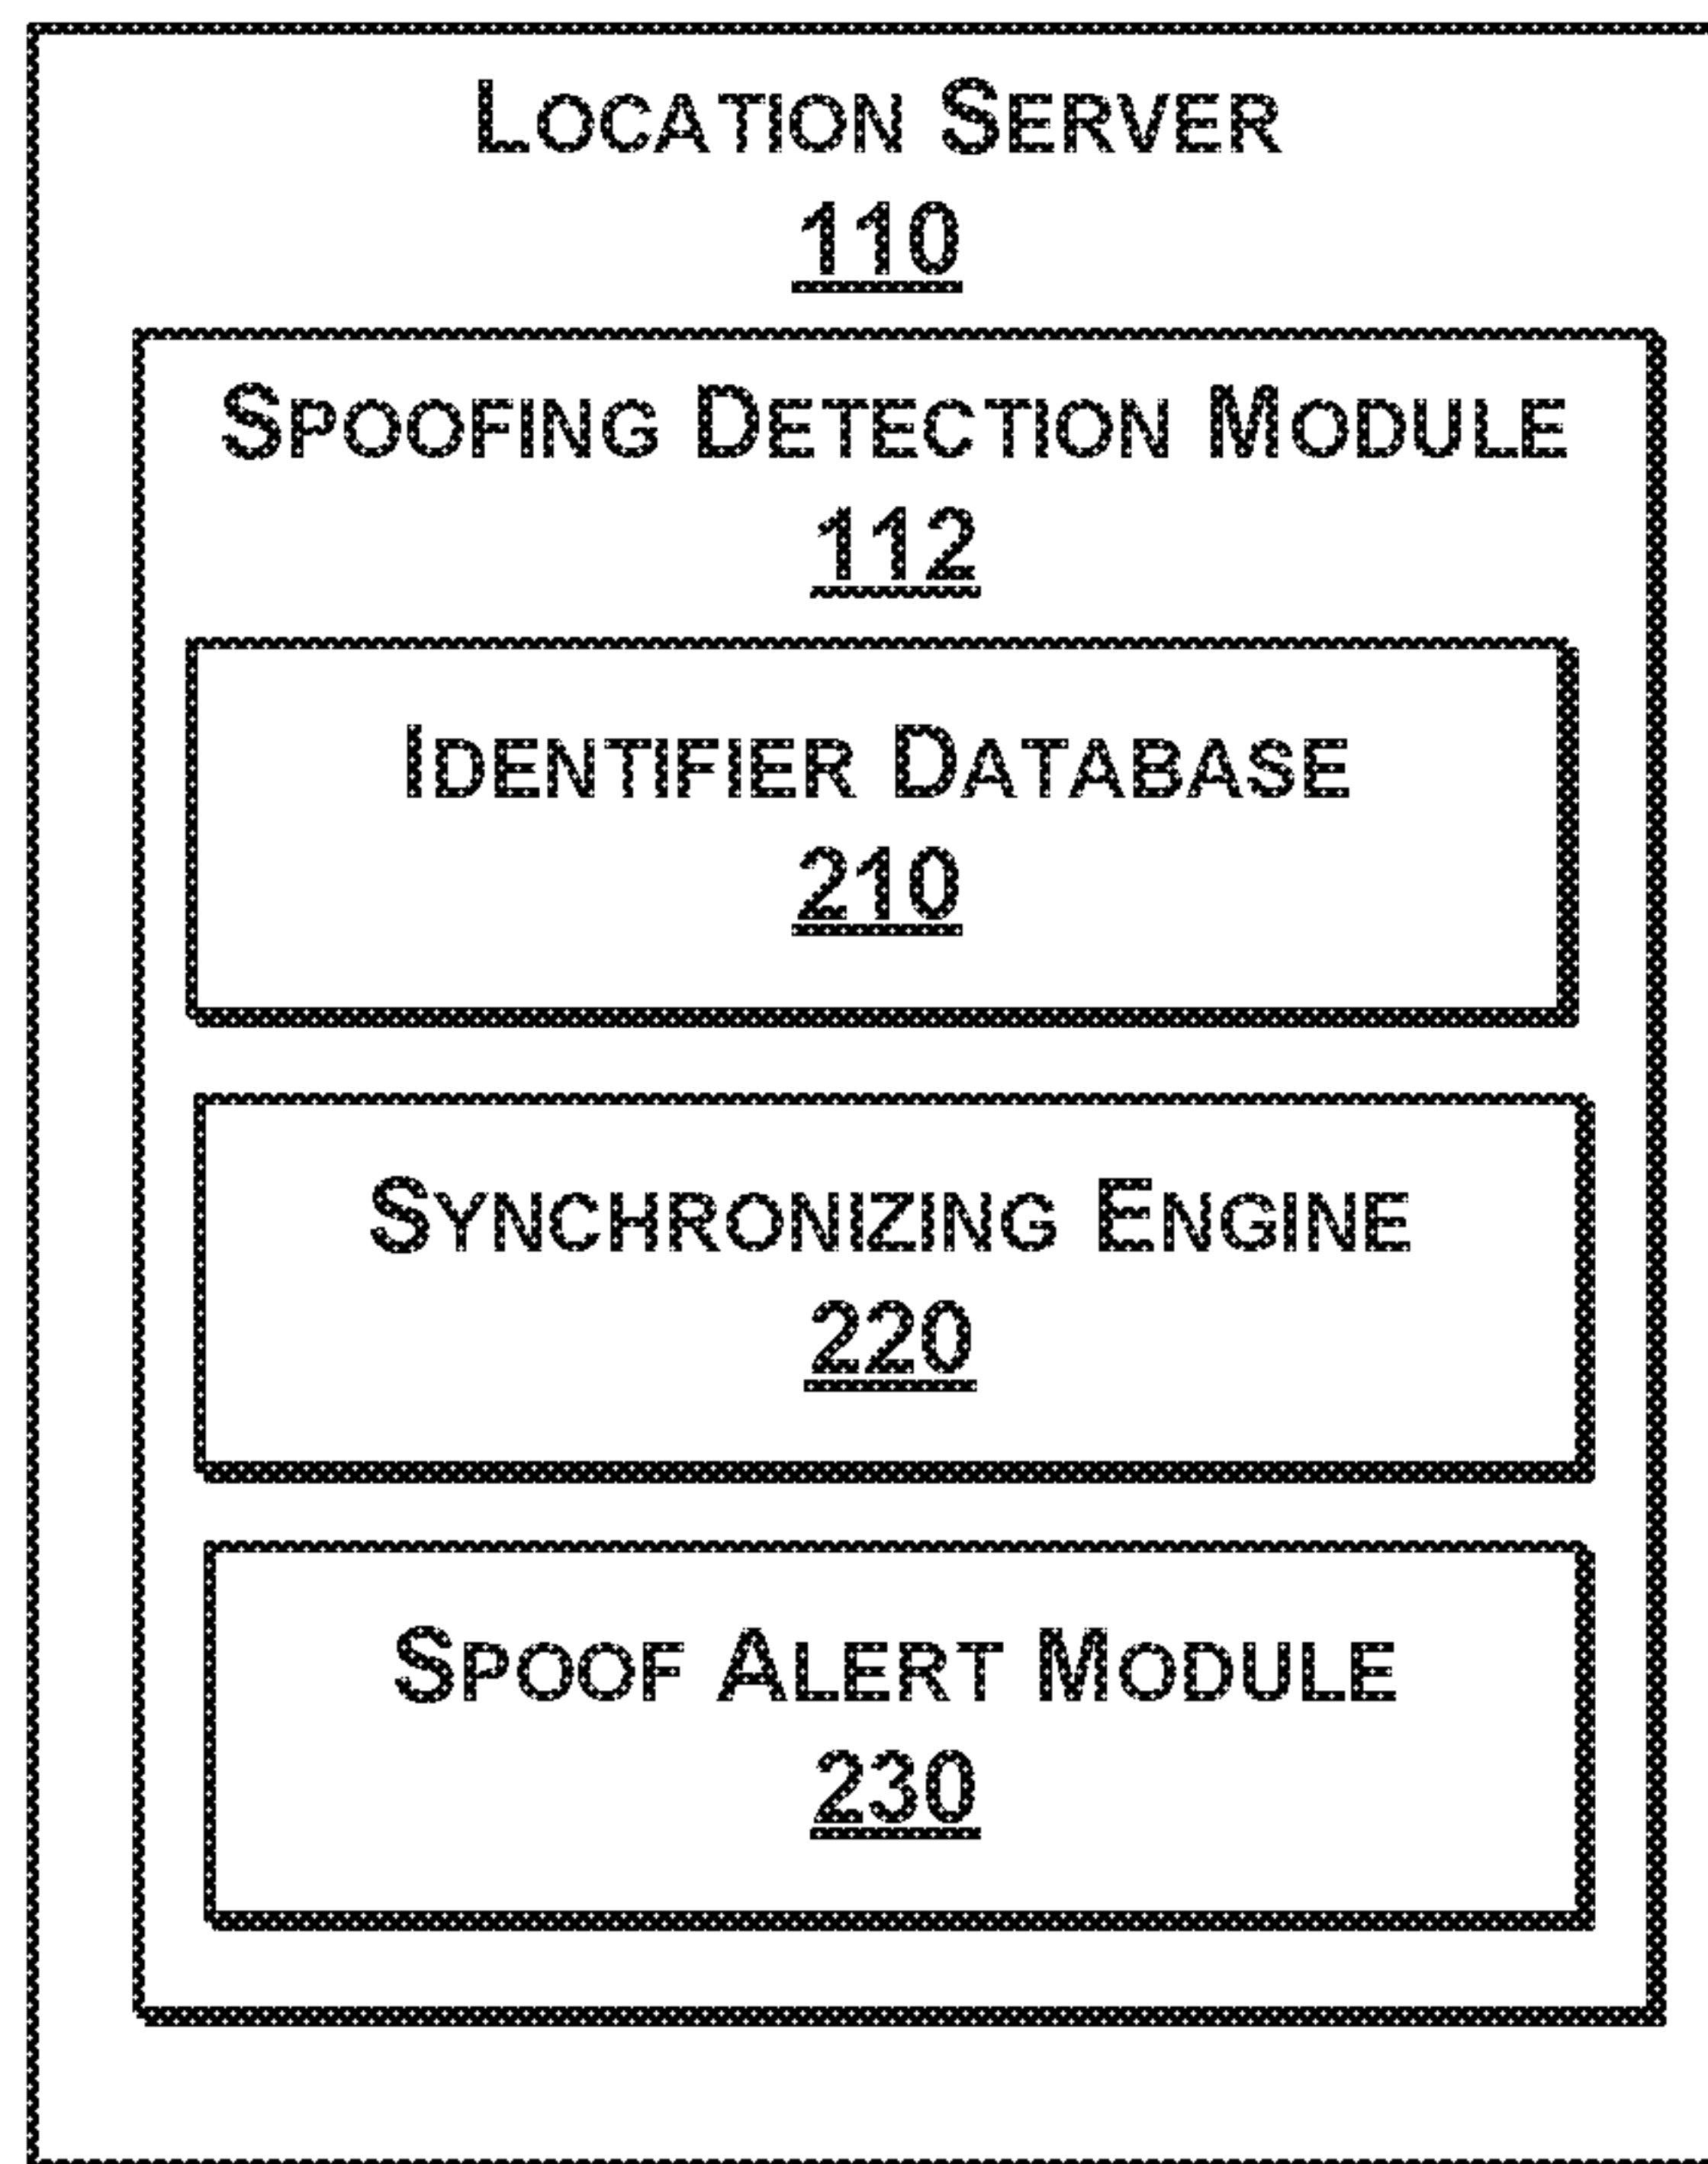 LOCATION SERVER
110
SPOOFING DETECTION MODULE
112
IDENTIFIER DATABASE
210
SYNCHRONIZING ENGINE
220
SPOOF ALERT MODULE
230